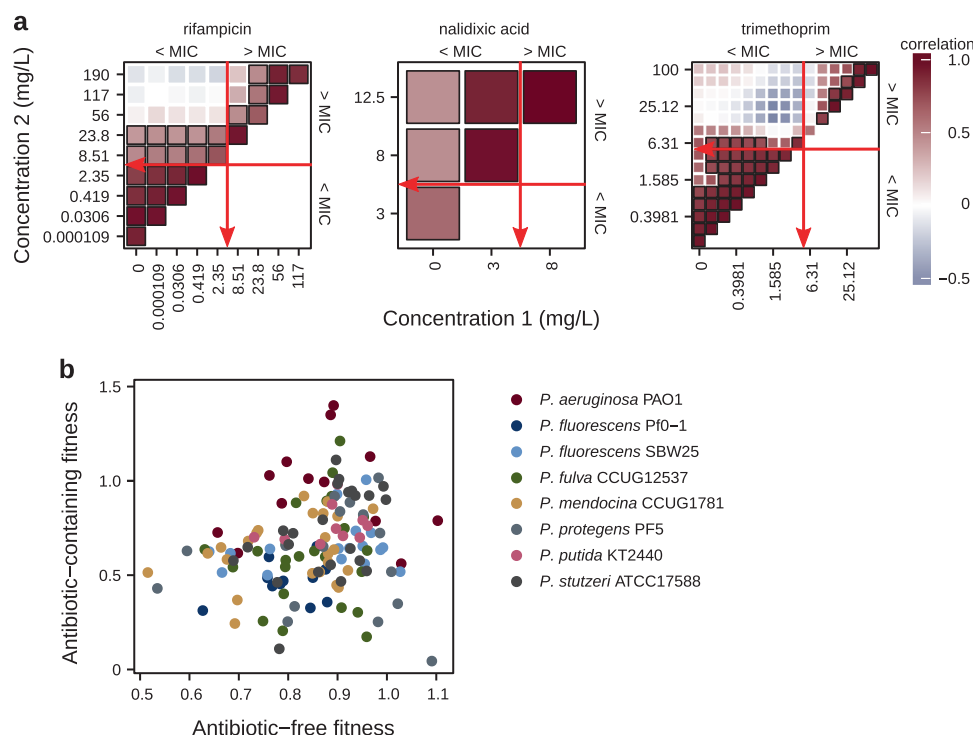 a
rifampicin
nalidixic acid
trimethoprim
< MIC
> MIC
< MIC
> MIC
< MIC
> MIC
correlation
Concentration 2 (mg/L)
190
117
56
23.8
8.51
2.35
0.419
0.0306
0.000109
> MIC
< MIC
0
0.000109
0.0306
0.419
2.35
8.51
23.8
56
117
12.5
8
3
> MIC
< MIC
0
3
8
100
25.12
6.31
1.585
0.3981
> MIC
< MIC
0
0.3981
1.585
6.31
25.12
1.0
0.5
0
−0.5
Concentration 1 (mg/L)
b
Antibiotic−containing fitness
1.5
1.0
0.5
0
0.5
0.6
0.7
0.8
0.9
1.0
1.1
Antibiotic−free fitness
P. aeruginosa PAO1
P. fluorescens Pf0−1
P. fluorescens SBW25
P. fulva CCUG12537
P. mendocina CCUG1781
P. protegens PF5
P. putida KT2440
P. stutzeri ATCC17588